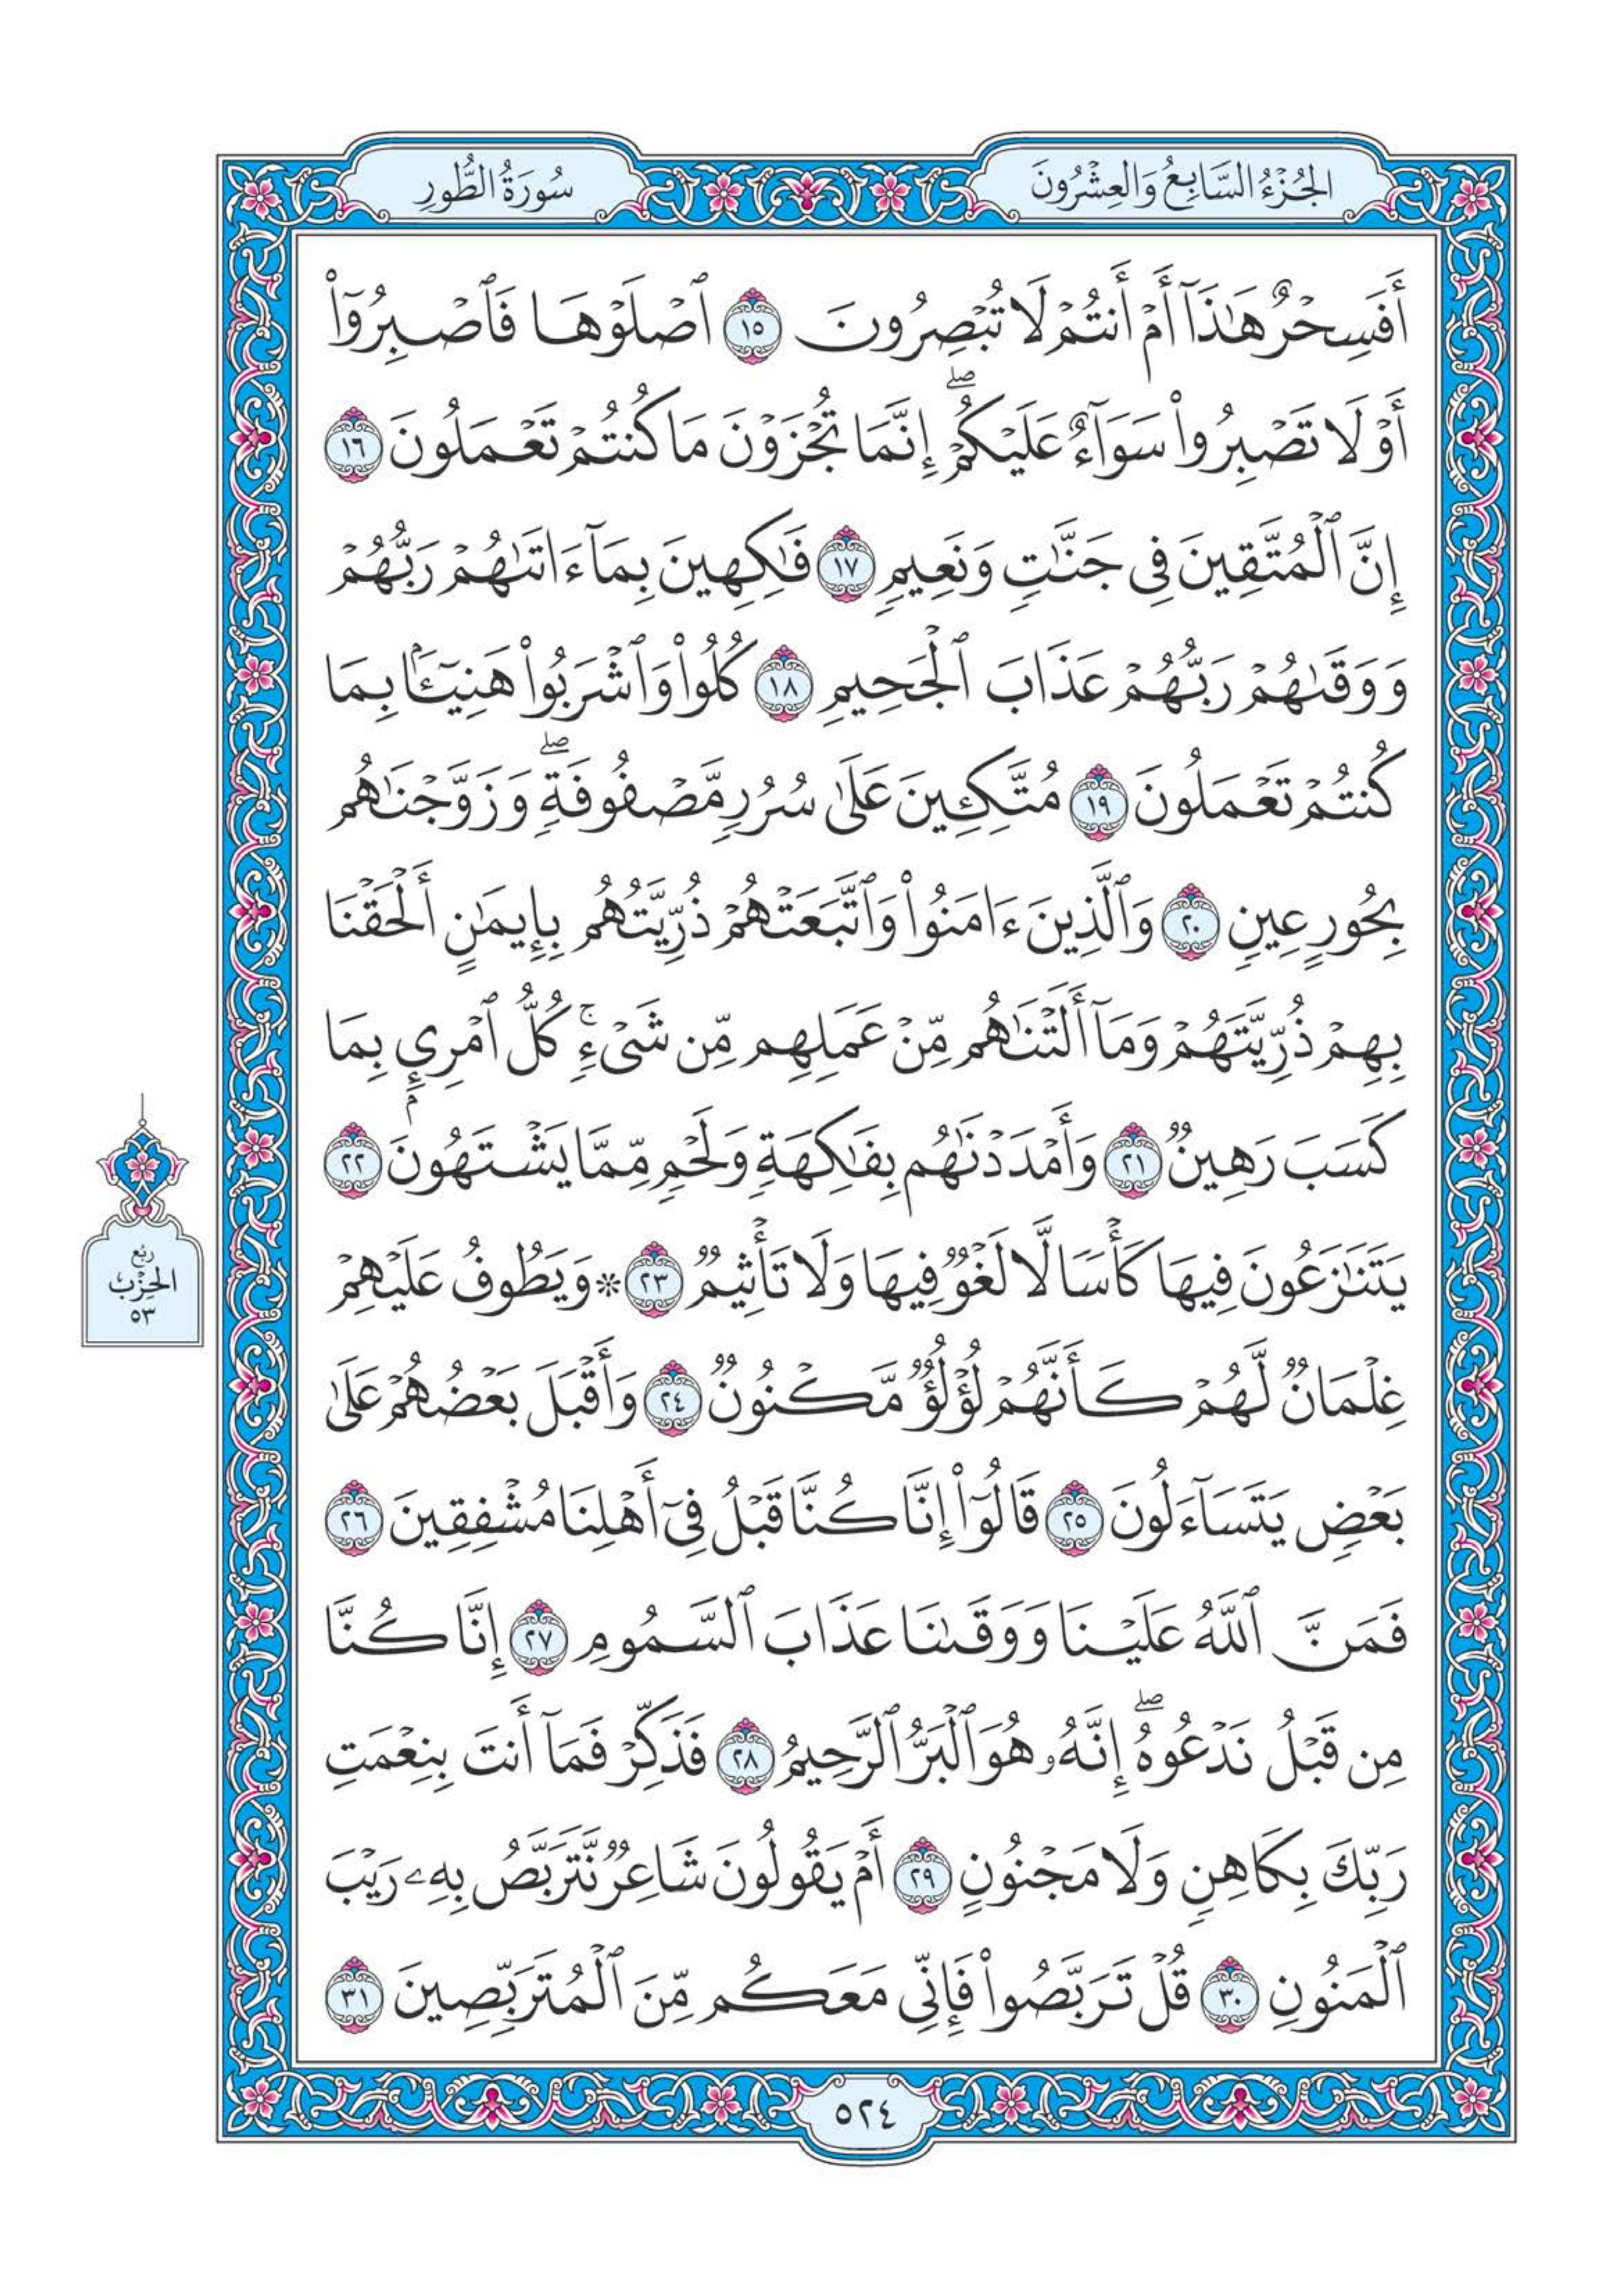 الجُزْءُ السَّابِعُ وَالعِشْرُونَ
سُورَةُ الطُّورِ
أَفَسِحْرٌ هَٰذَآ أَمْ أَنتُمْ لَا تُبْصِرُونَ ١٥ ٱصْلَوْهَا فَٱصْبِرُوٓا۟
أَوْ لَا تَصْبِرُوا۟ سَوَآءٌ عَلَيْكُمْ ۖ إِنَّمَا تُجْزَوْنَ مَا كُنتُمْ تَعْمَلُونَ ١٦
إِنَّ ٱلْمُتَّقِينَ فِى جَنَّٰتٍ وَنَعِيمٍ ١٧ فَٰكِهِينَ بِمَآ ءَاتَىٰهُمْ رَبُّهُمْ
وَوَقَىٰهُمْ رَبُّهُمْ عَذَابَ ٱلْجَحِيمِ ١٨ كُلُوا۟ وَٱشْرَبُوا۟ هَنِيٓـًٔۢا بِمَا
كُنتُمْ تَعْمَلُونَ ١٩ مُتَّكِـِٔينَ عَلَىٰ سُرُرٍ مَّصْفُوفَةٍ ۖ وَزَوَّجْنَٰهُم
بِحُورٍ عِينٍ ٢٠ وَٱلَّذِينَ ءَامَنُوا۟ وَٱتَّبَعَتْهُمْ ذُرِّيَّتُهُم بِإِيمَٰنٍ أَلْحَقْنَا
بِهِمْ ذُرِّيَّتَهُمْ وَمَآ أَلَتْنَٰهُم مِّنْ عَمَلِهِم مِّن شَىْءٍ ۚ كُلُّ ٱمْرِئٍۭ بِمَا
كَسَبَ رَهِينٌ ٢١ وَأَمْدَدْنَٰهُم بِفَٰكِهَةٍ وَلَحْمٍ مِّمَّا يَشْتَهُونَ ٢٢
يَتَنَٰزَعُونَ فِيهَا كَأْسًا لَّا لَغْوٌ فِيهَا وَلَا تَأْثِيمٌ ٢٣ * وَيَطُوفُ عَلَيْهِمْ
غِلْمَانٌ لَّهُمْ كَأَنَّهُمْ لُؤْلُؤٌ مَّكْنُونٌ ٢٤ وَأَقْبَلَ بَعْضُهُمْ عَلَىٰ
بَعْضٍ يَتَسَآءَلُونَ ٢٥ قَالُوٓا۟ إِنَّا كُنَّا قَبْلُ فِىٓ أَهْلِنَا مُشْفِقِينَ ٢٦
فَمَنَّ ٱللَّهُ عَلَيْنَا وَوَقَىٰنَا عَذَابَ ٱلسَّمُومِ ٢٧ إِنَّا كُنَّا
مِن قَبْلُ نَدْعُوهُ ۖ إِنَّهُۥ هُوَ ٱلْبَرُّ ٱلرَّحِيمُ ٢٨ فَذَكِّرْ فَمَآ أَنتَ بِنِعْمَتِ
رَبِّكَ بِكَاهِنٍ وَلَا مَجْنُونٍ ٢٩ أَمْ يَقُولُونَ شَاعِرٌ نَّتَرَبَّصُ بِهِۦ رَيْبَ
ٱلْمَنُونِ ٣٠ قُلْ تَرَبَّصُوا۟ فَإِنِّى مَعَكُم مِّنَ ٱلْمُتَرَبِّصِينَ ٣١
رُبْع
الحِزْب
٥٣
٥٢٤